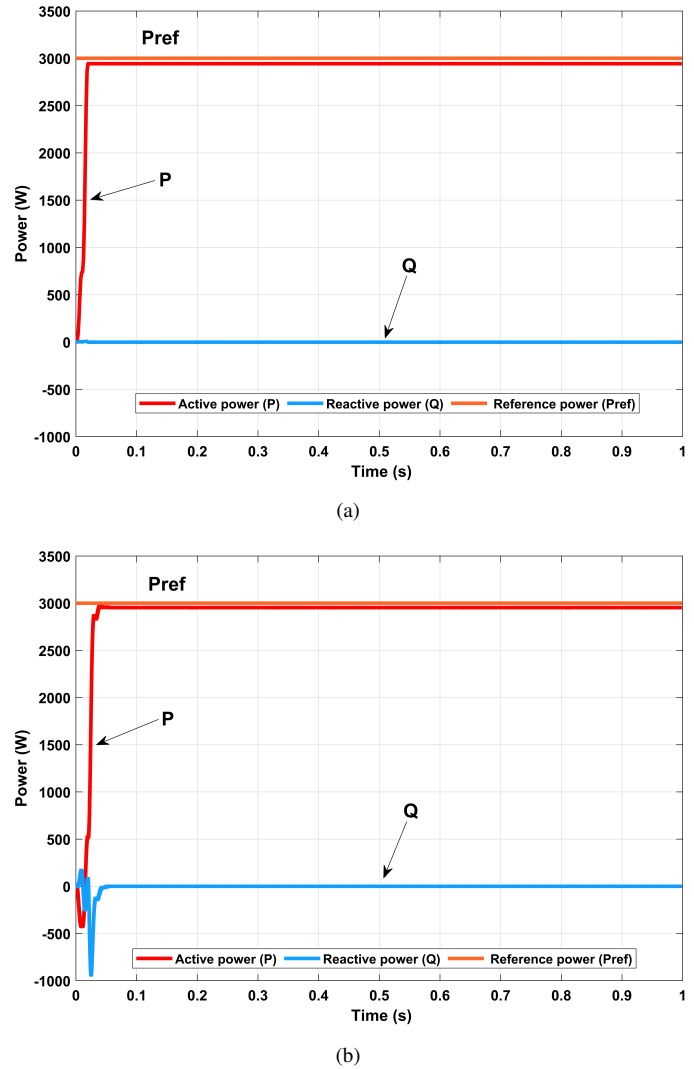 Pref
3500
3000
2500
2000
1500
1000
500
0
-500
-1000
Power (W)
P
Q
Active power (P) Reactive power (Q) Reference power (Pref)
0 0.1 0.2 0.3 0.4 0.5 0.6 0.7 0.8 0.9 1
Time (s)
(a)
3500
Pref
3000
2500
2000
1500
1000
500
0
-500
-1000
Power (W)
P
Q
Active power (P) Reactive power (Q) Reference power (Pref)
0 0.1 0.2 0.3 0.4 0.5 0.6 0.7 0.8 0.9 1
Time (s)
(b)